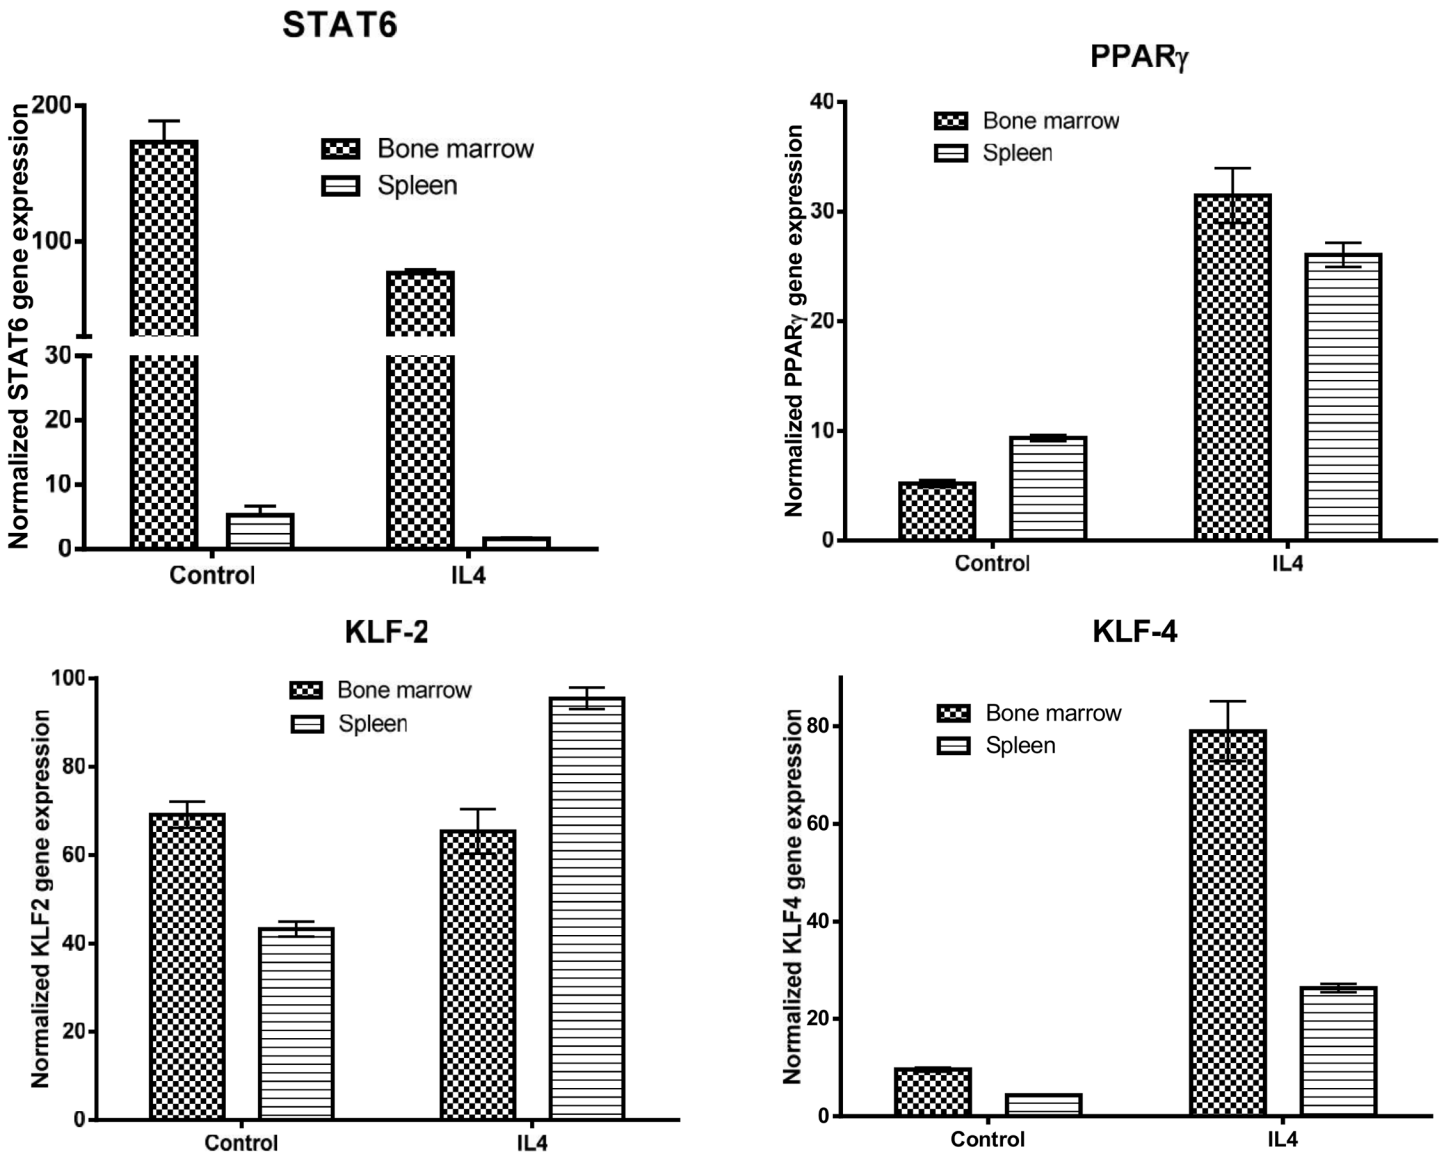 STAT6
Normalized STAT6 gene expression
200
100
30
20
10
0
Bone marrow
Spleen
Control
IL4
PPARγ
Normalized PPARγ gene expression
40
30
20
10
0
Bone marrow
Spleen
Control
IL4
KLF-2
Normalized KLF2 gene expression
100
80
60
40
20
0
Bone marrow
Spleen
Control
IL4
KLF-4
Normalized KLF4 gene expression
80
60
40
20
0
Bone marrow
Spleen
Control
IL4